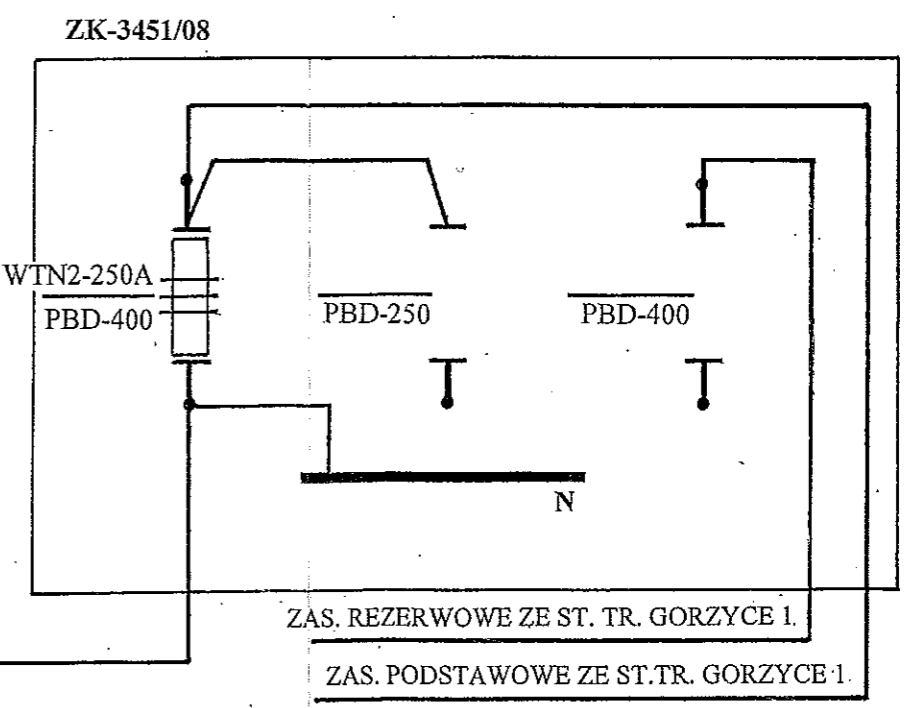 ZK-3451/08
WTN2-250A
PBD-400
PBD-250
PBD-400
N
ZAS. REZERWOWE ZE ST. TR. GORZYCE 1.
ZAS. PODSTAWOWE ZE ST.TR. GORZYCE 1.